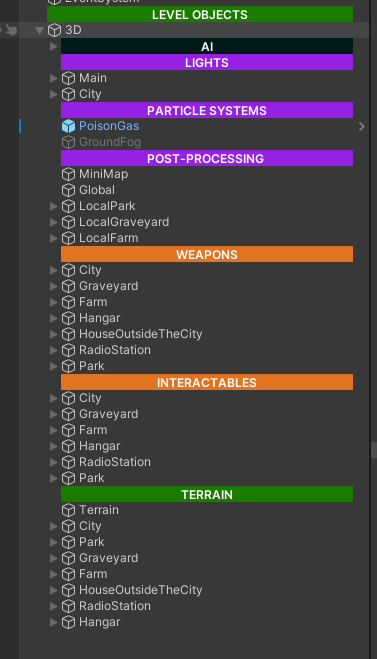 EventSystem
LEVEL OBJECTS
3D
AI
LIGHTS
Main
City
PARTICLE SYSTEMS
PoisonGas
GroundFog
POST-PROCESSING
MiniMap
Global
LocalPark
LocalGraveyard
LocalFarm
WEAPONS
City
Graveyard
Farm
Hangar
HouseOutsideTheCity
RadioStation
Park
INTERACTABLES
City
Graveyard
Farm
Hangar
RadioStation
Park
TERRAIN
Terrain
City
Park
Graveyard
Farm
HouseOutsideTheCity
RadioStation
Hangar